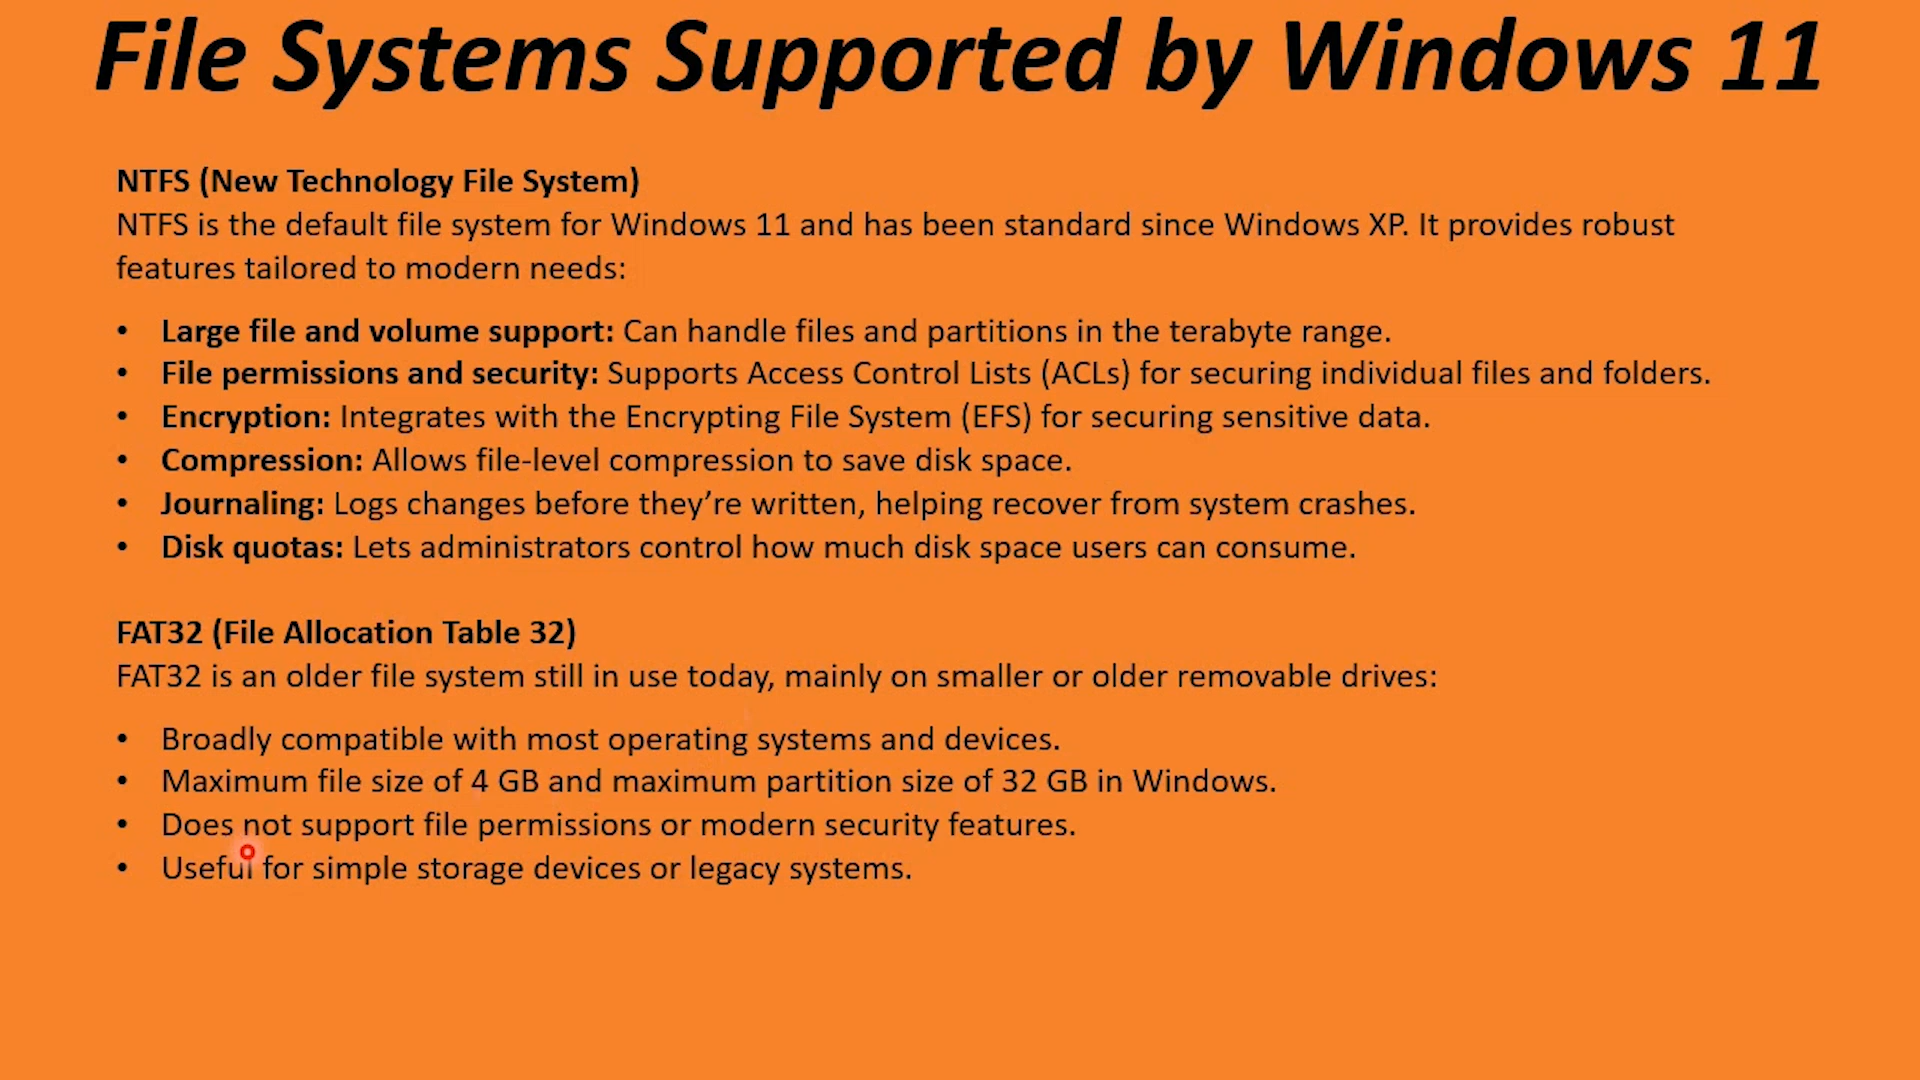 File Systems Supported by Windows 11
NTFS (New Technology File System)
NTFS is the default file system for Windows 11 and has been standard since Windows XP. It provides robust
features tailored to modern needs:
• Large file and volume support: Can handle files and partitions in the terabyte range.
• File permissions and security: Supports Access Control Lists (ACLs) for securing individual files and folders.
• Encryption: Integrates with the Encrypting File System (EFS) for securing sensitive data.
• Compression: Allows file-level compression to save disk space.
• Journaling: Logs changes before they’re written, helping recover from system crashes.
• Disk quotas: Lets administrators control how much disk space users can consume.
FAT32 (File Allocation Table 32)
FAT32 is an older file system still in use today, mainly on smaller or older removable drives:
• Broadly compatible with most operating systems and devices.
• Maximum file size of 4 GB and maximum partition size of 32 GB in Windows.
• Does not support file permissions or modern security features.
• Useful for simple storage devices or legacy systems.